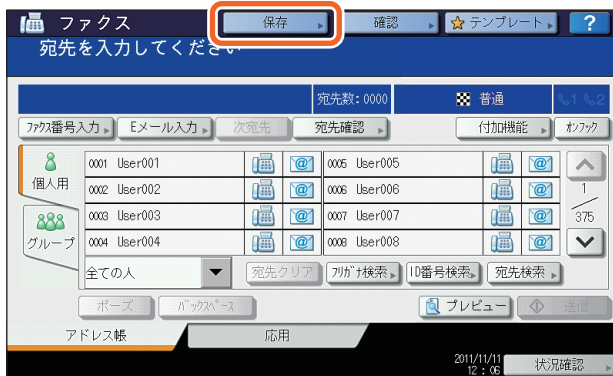 ファクス 保存 確認 テンプレート ?
宛先を入力してください
宛先数:0000 普通 1 2
ファクス番号入力 Eメール入力 次宛先 宛先確認 付加機能 オンフック
個人用
グループ
0001 User001 0005 User005
0002 User002 0006 User006
0003 User003 0007 User007
0004 User004 0008 User008
1
375
全ての人 宛先クリア フリガナ検索 ID番号検索 宛先検索
ポーズ バックスペース プレビュー 送信
アドレス帳 応用
2011/11/11
12:06 状況確認